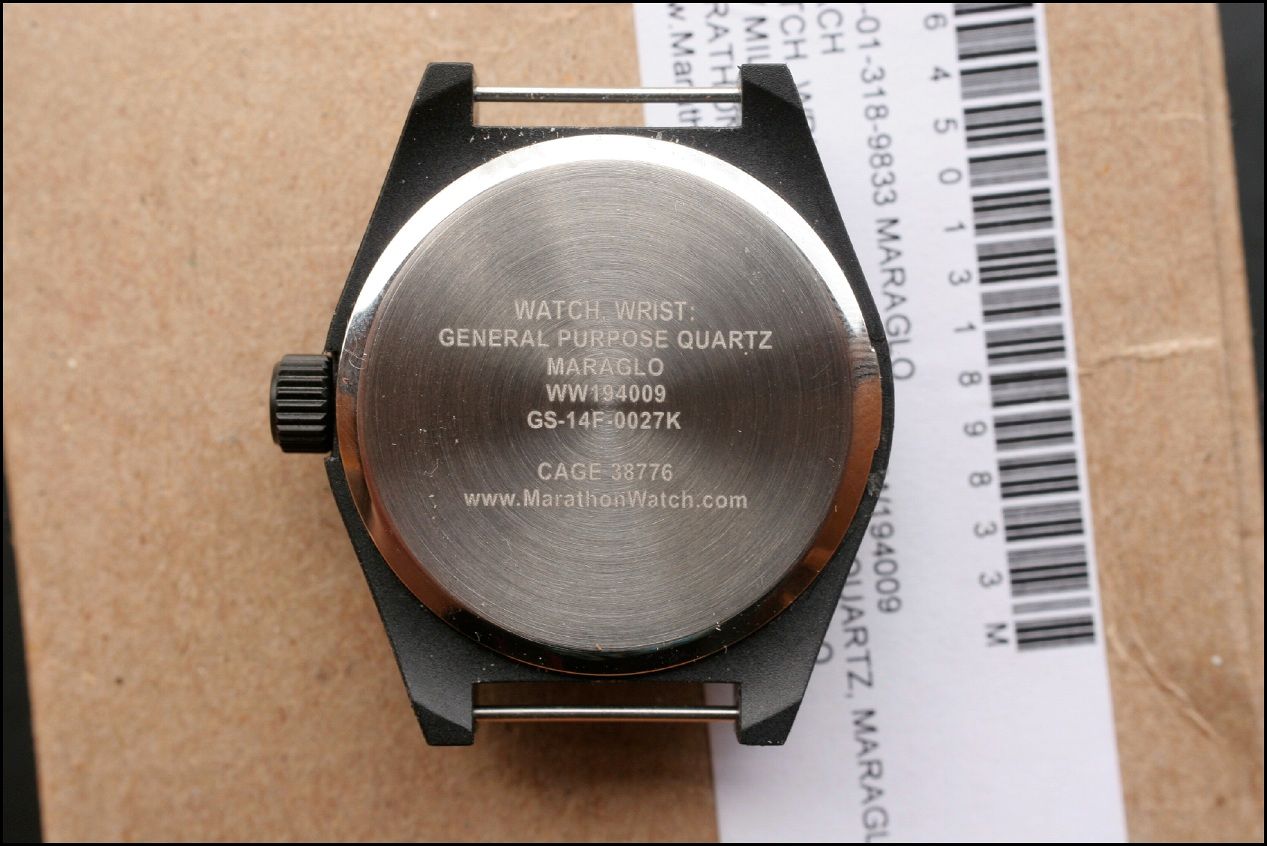 WATCH, WRIST:
GENERAL PURPOSE QUARTZ
MARAGLO
WW194009
GS-14F-0027K
CAGE 38776
www.MarathonWatch.com
6 4 5 0 1 3 1 8 9 8 3 3 M
-01-318-9833 MARAGLO
/194009
QUARTZ, MARAGL